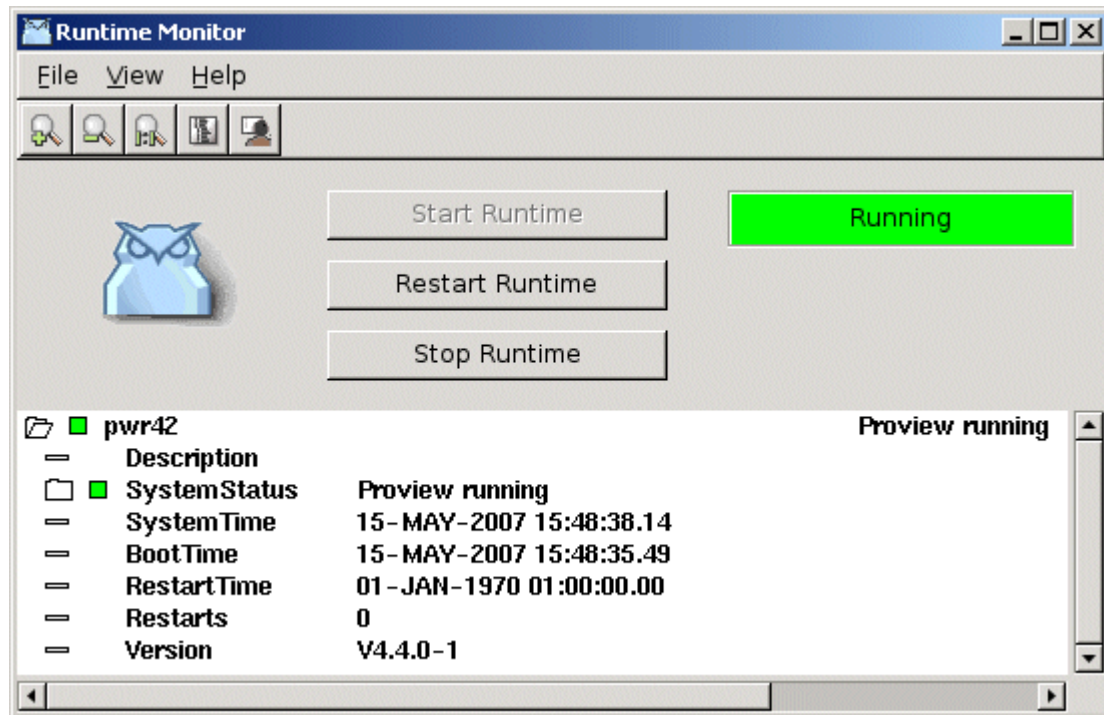 Runtime Monitor
File View Help
Start Runtime
Running
Restart Runtime
Stop Runtime
pwr42 Proview running
Description
SystemStatus Proview running
SystemTime 15-MAY-2007 15:48:38.14
BootTime 15-MAY-2007 15:48:35.49
RestartTime 01-JAN-1970 01:00:00.00
Restarts 0
Version V4.4.0-1